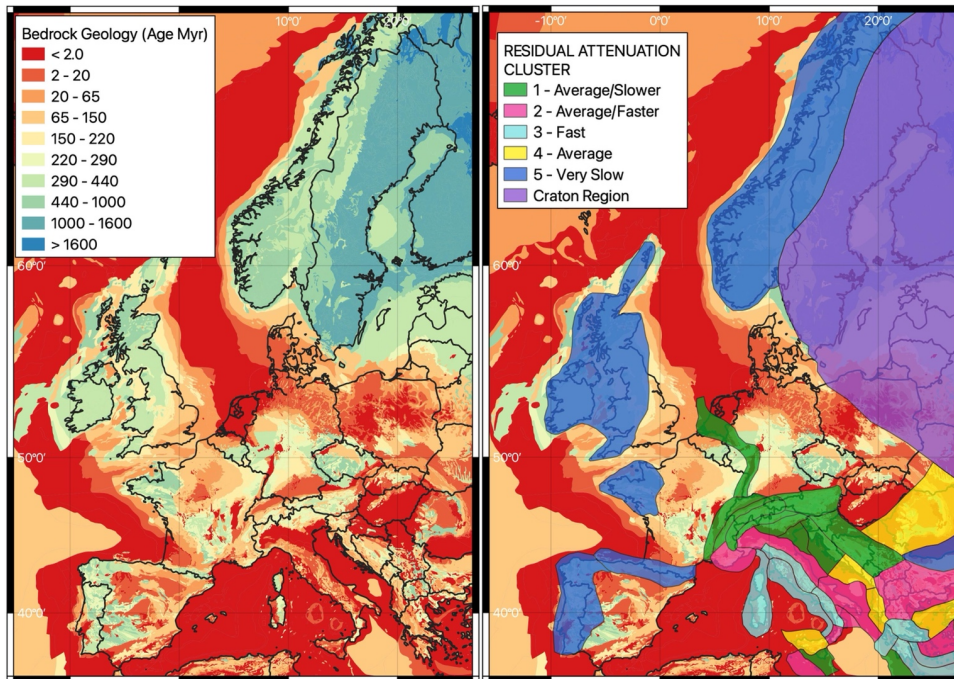 10°0'
Bedrock Geology (Age Myr)
< 2.0
2 - 20
20 - 65
65 - 150
150 - 220
220 - 290
290 - 440
440 - 1000
1000 - 1600
> 1600
60°0'
50°0'
40°0'
-10°0'
0°0'
10°0'
20°0'
RESIDUAL ATTENUATION
CLUSTER
1 - Average/Slower
2 - Average/Faster
3 - Fast
4 - Average
5 - Very Slow
Craton Region
60°0'
50°0'
40°0'